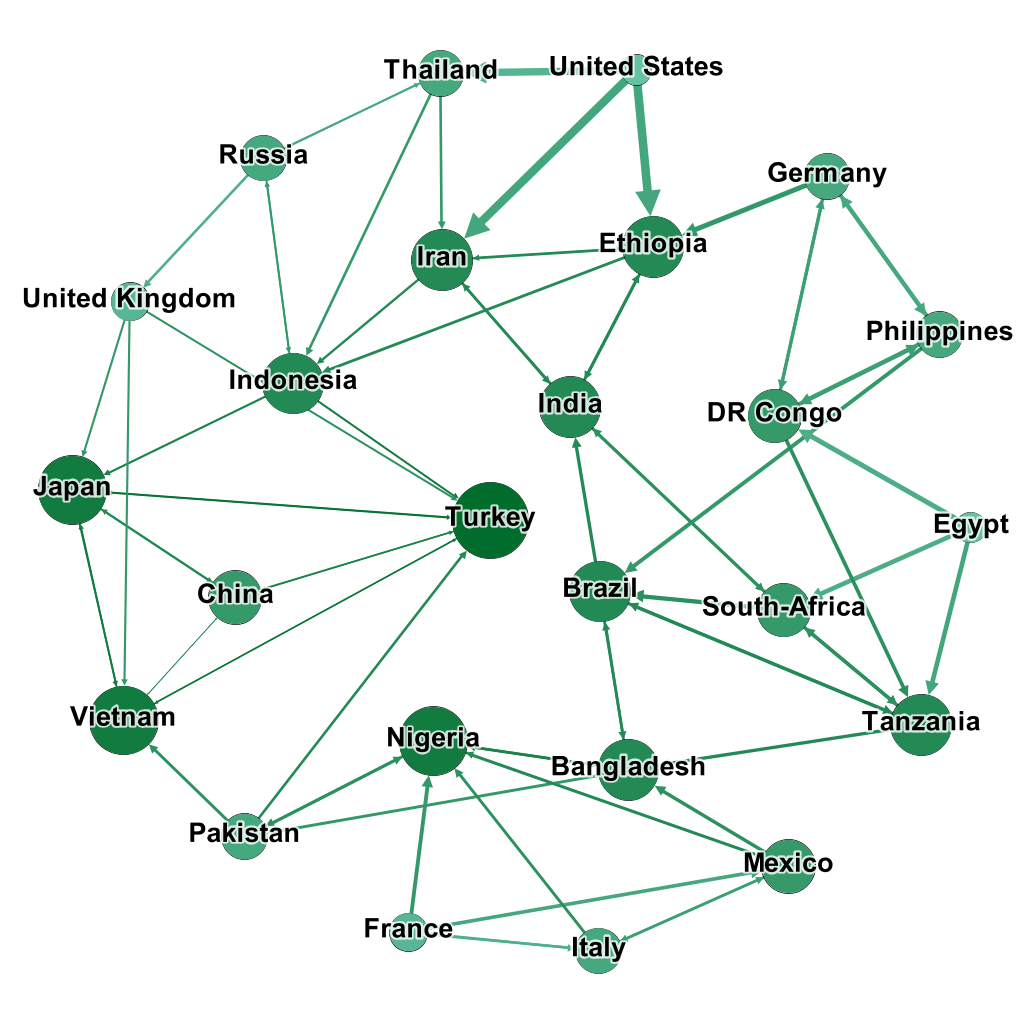 United States
Thailand
Russia
Germany
Ethiopia
Iran
United Kingdom
Philippines
Indonesia
India
DR Congo
Japan
Turkey
Egypt
China
Brazil
South-Africa
Vietnam
Tanzania
Nigeria
Bangladesh
Pakistan
Mexico
France
Italy